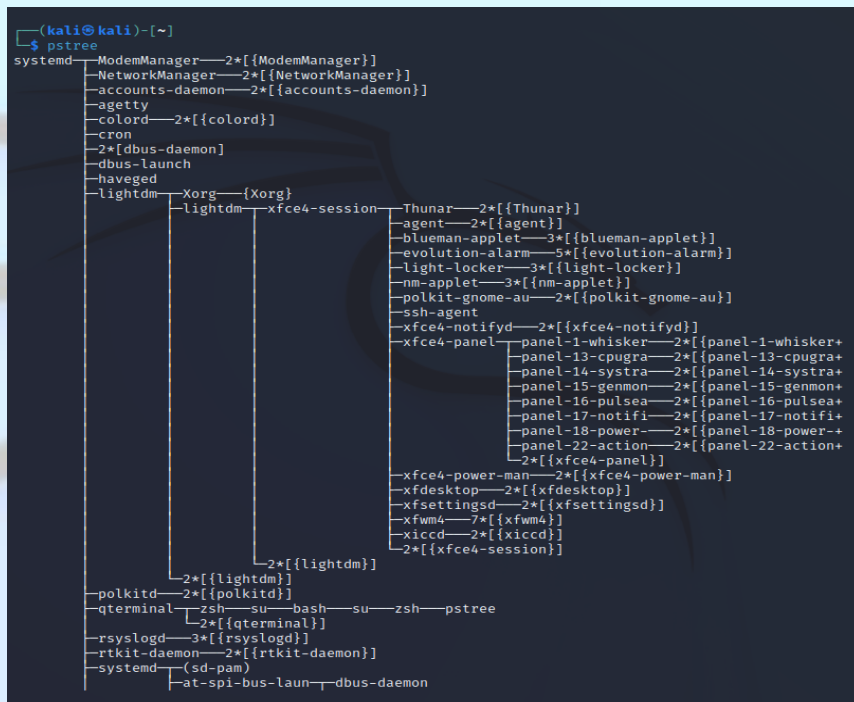 ┌──(kali㉿kali)-[~]
└─$ pstree
systemd─┬─ModemManager───2*[{ModemManager}]
        ├─NetworkManager───2*[{NetworkManager}]
        ├─accounts-daemon───2*[{accounts-daemon}]
        ├─agetty
        ├─colord───2*[{colord}]
        ├─cron
        ├─2*[dbus-daemon]
        ├─dbus-launch
        ├─haveged
        ├─lightdm─┬─Xorg───{Xorg}
        │         ├─lightdm─┬─xfce4-session─┬─Thunar───2*[{Thunar}]
        │         │         │               ├─agent───2*[{agent}]
        │         │         │               ├─blueman-applet───3*[{blueman-applet}]
        │         │         │               ├─evolution-alarm───5*[{evolution-alarm}]
        │         │         │               ├─light-locker───3*[{light-locker}]
        │         │         │               ├─nm-applet───3*[{nm-applet}]
        │         │         │               ├─polkit-gnome-au───2*[{polkit-gnome-au}]
        │         │         │               ├─ssh-agent
        │         │         │               ├─xfce4-notifyd───2*[{xfce4-notifyd}]
        │         │         │               ├─xfce4-panel─┬─panel-1-whisker───2*[{panel-1-whisker+
        │         │         │               │             ├─panel-13-cpugra───2*[{panel-13-cpugra+
        │         │         │               │             ├─panel-14-systra───2*[{panel-14-systra+
        │         │         │               │             ├─panel-15-genmon───2*[{panel-15-genmon+
        │         │         │               │             ├─panel-16-pulsea───2*[{panel-16-pulsea+
        │         │         │               │             ├─panel-17-notifi───2*[{panel-17-notifi+
        │         │         │               │             ├─panel-18-power-───2*[{panel-18-power-+
        │         │         │               │             ├─panel-22-action───2*[{panel-22-action+
        │         │         │               │             └─2*[{xfce4-panel}]
        │         │         │               ├─xfce4-power-man───2*[{xfce4-power-man}]
        │         │         │               ├─xfdesktop───2*[{xfdesktop}]
        │         │         │               ├─xfsettingsd───2*[{xfsettingsd}]
        │         │         │               ├─xfwm4───7*[{xfwm4}]
        │         │         │               ├─xiccd───2*[{xiccd}]
        │         │         │               └─2*[{xfce4-session}]
        │         │         └─2*[{lightdm}]
        │         └─2*[{lightdm}]
        ├─polkitd───2*[{polkitd}]
        ├─qterminal─┬─zsh───su───bash───su───zsh───pstree
        │           └─2*[{qterminal}]
        ├─rsyslogd───3*[{rsyslogd}]
        ├─rtkit-daemon───2*[{rtkit-daemon}]
        ├─systemd─┬─(sd-pam)
        │         ├─at-spi-bus-laun─┬─dbus-daemon